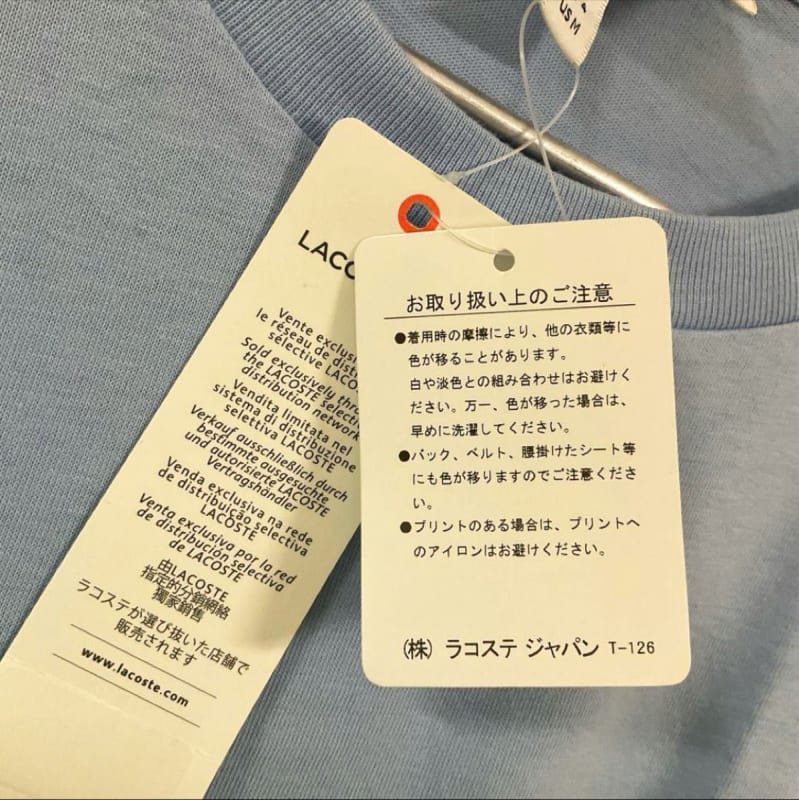 US M
LACO
Vente exclusi
le réseau de dist
sélective LACO
Sold exclusively thro
the LACOSTE selecti
distribution network
Vendita limitata nel
sistema di distribuzione
selettiva LACOSTE
Verkauf ausschließlich durch
bestimmte ausgesuchte
und autorisierte LACOSTE
Vertragshändler
Venda exclusiva na rede
de distribuição selectiva
LACOSTE
Venta exclusiva por la red
de distribución selectiva
de LACOSTE
由LACOSTE
指定的分銷網絡
獨家銷售
ラコステが選び抜いた店舗で
販売されます
www.lacoste.com
お取り扱い上のご注意
●着用時の摩擦により、他の衣類等に
色が移ることがあります。
白や淡色との組み合わせはお避けく
ださい。万一、色が移った場合は、
早めに洗濯してください。
●バック、ベルト、腰掛けたシート等
にも色が移りますのでご注意くださ
い。
●プリントのある場合は、プリントへ
のアイロンはお避けください。
(株) ラコステ ジャパン T-126